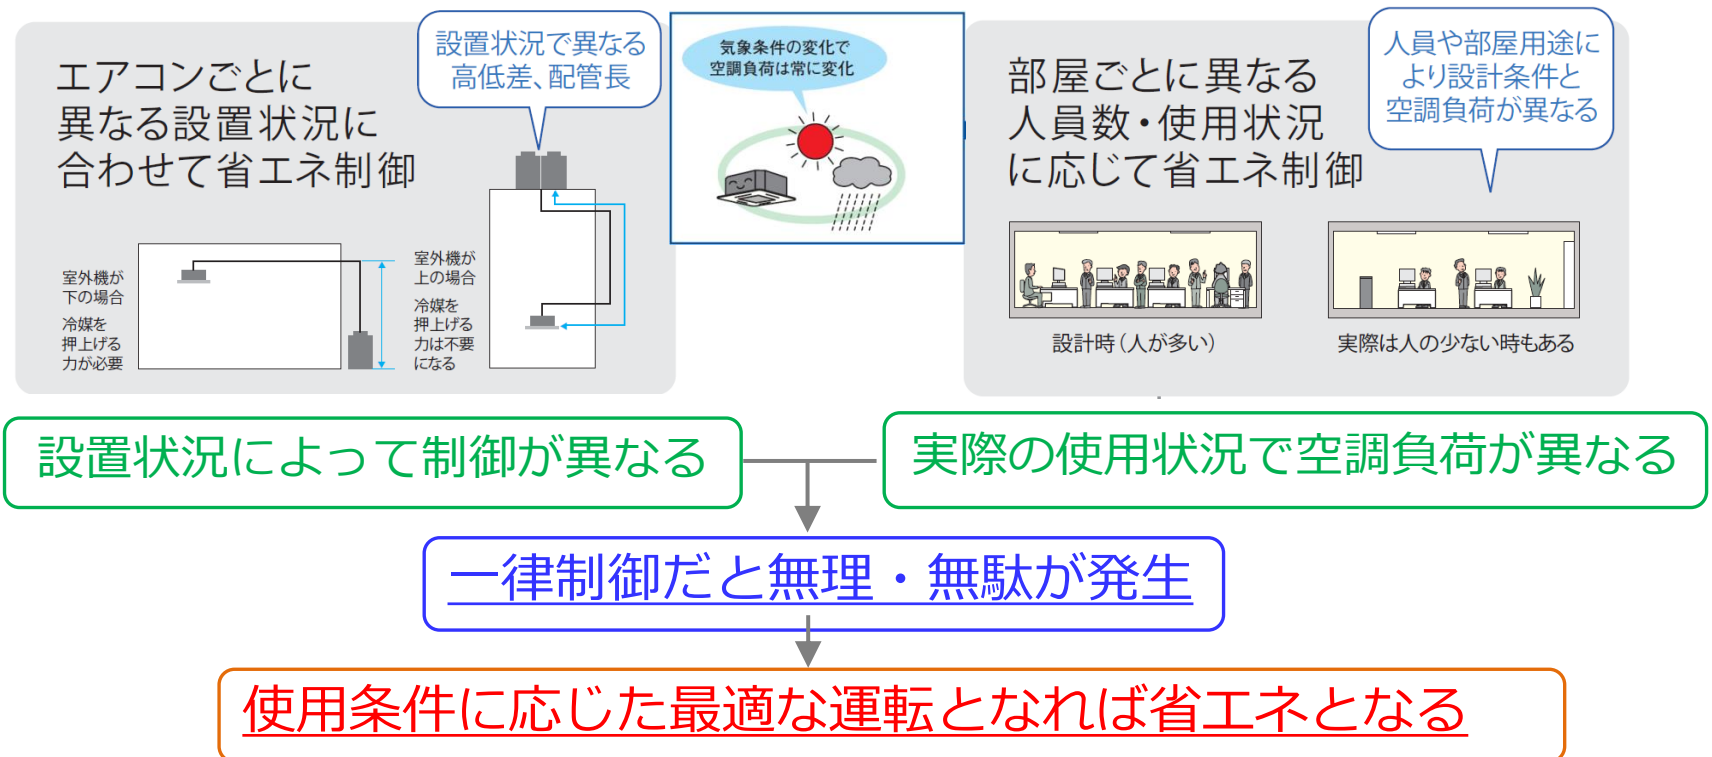 エアコンごとに
異なる設置状況に
合わせて省エネ制御
設置状況で異なる
高低差、配管長
室外機が
下の場合
冷媒を
押上げる
力が必要
室外機が
上の場合
冷媒を
押上げる
力は不要
になる
気象条件の変化で
空調負荷は常に変化
部屋ごとに異なる
人員数・使用状況
に応じて省エネ制御
人員や部屋用途に
より設計条件と
空調負荷が異なる
設計時（人が多い）
実際は人の少ない時もある
設置状況によって制御が異なる
実際の使用状況で空調負荷が異なる
一律制御だと無理・無駄が発生
使用条件に応じた最適な運転となれば省エネとなる